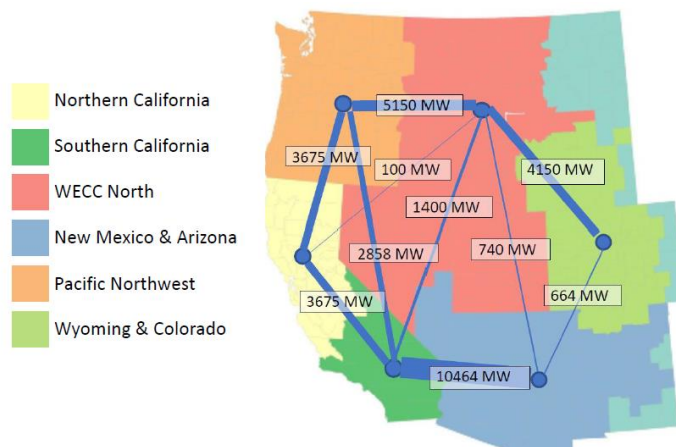 Northern California
Southern California
WECC North
New Mexico & Arizona
Pacific Northwest
Wyoming & Colorado
5150 MW
3675 MW
100 MW
4150 MW
1400 MW
2858 MW
740 MW
664 MW
3675 MW
10464 MW